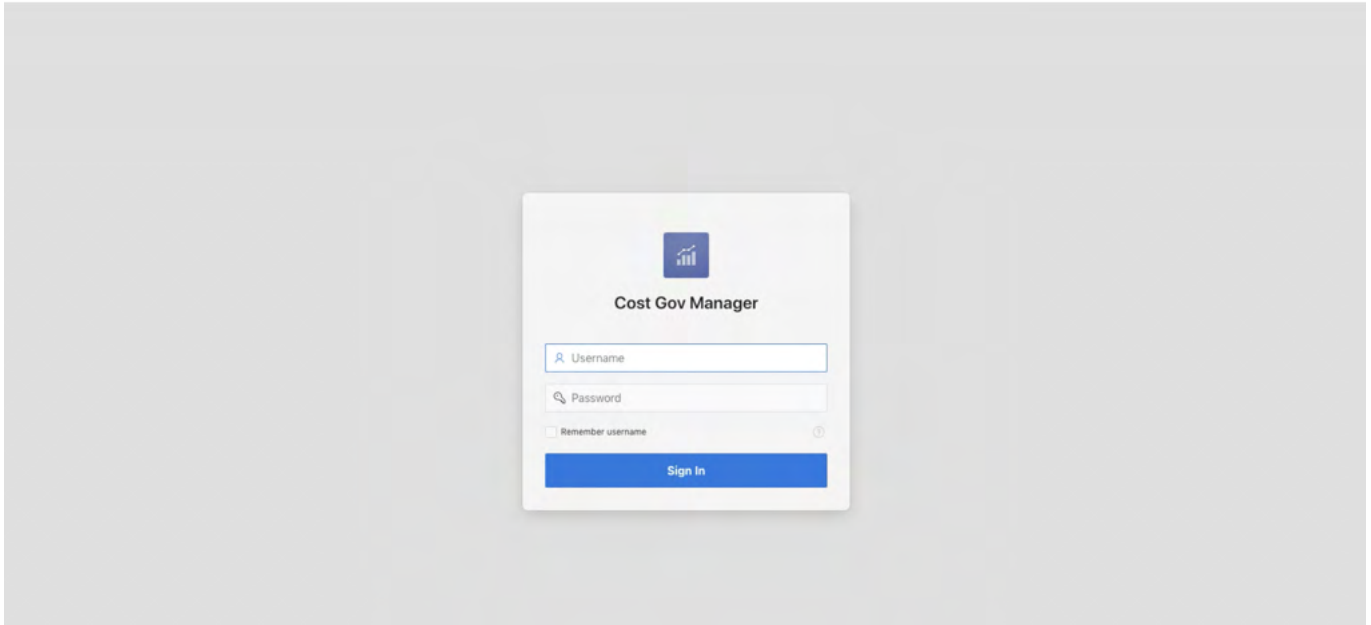 Cost Gov Manager
Username
Password
Remember username
Sign In